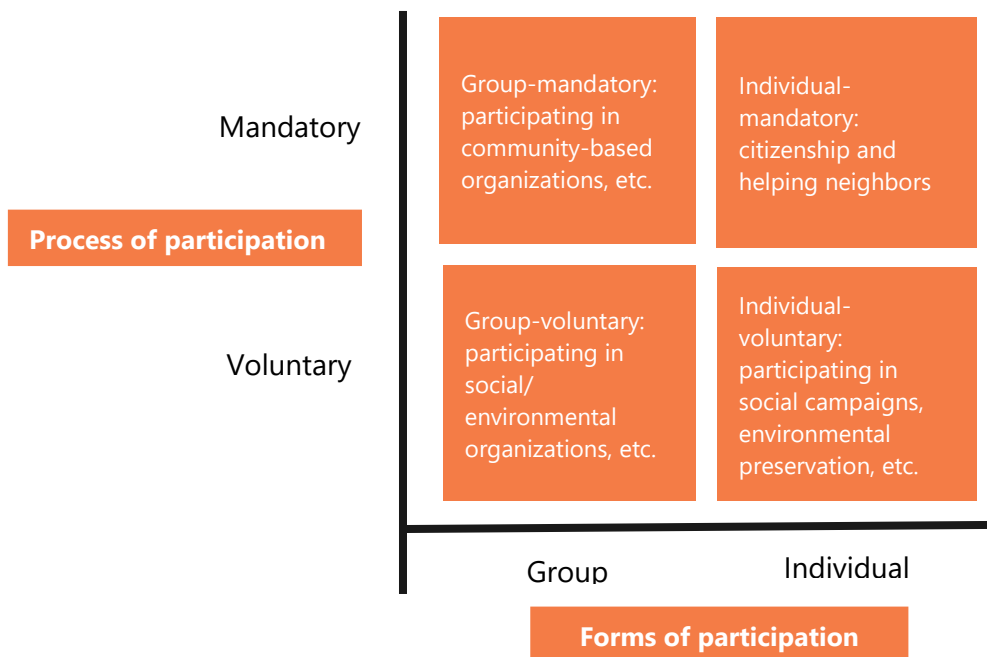 Mandatory
Group-mandatory:
participating in
community-based
organizations, etc.
Individual-
mandatory:
citizenship and
helping neighbors
Process of participation
Voluntary
Group-voluntary:
participating in
social/
environmental
organizations, etc.
Individual-
voluntary:
participating in
social campaigns,
environmental
preservation, etc.
Group
Individual
Forms of participation